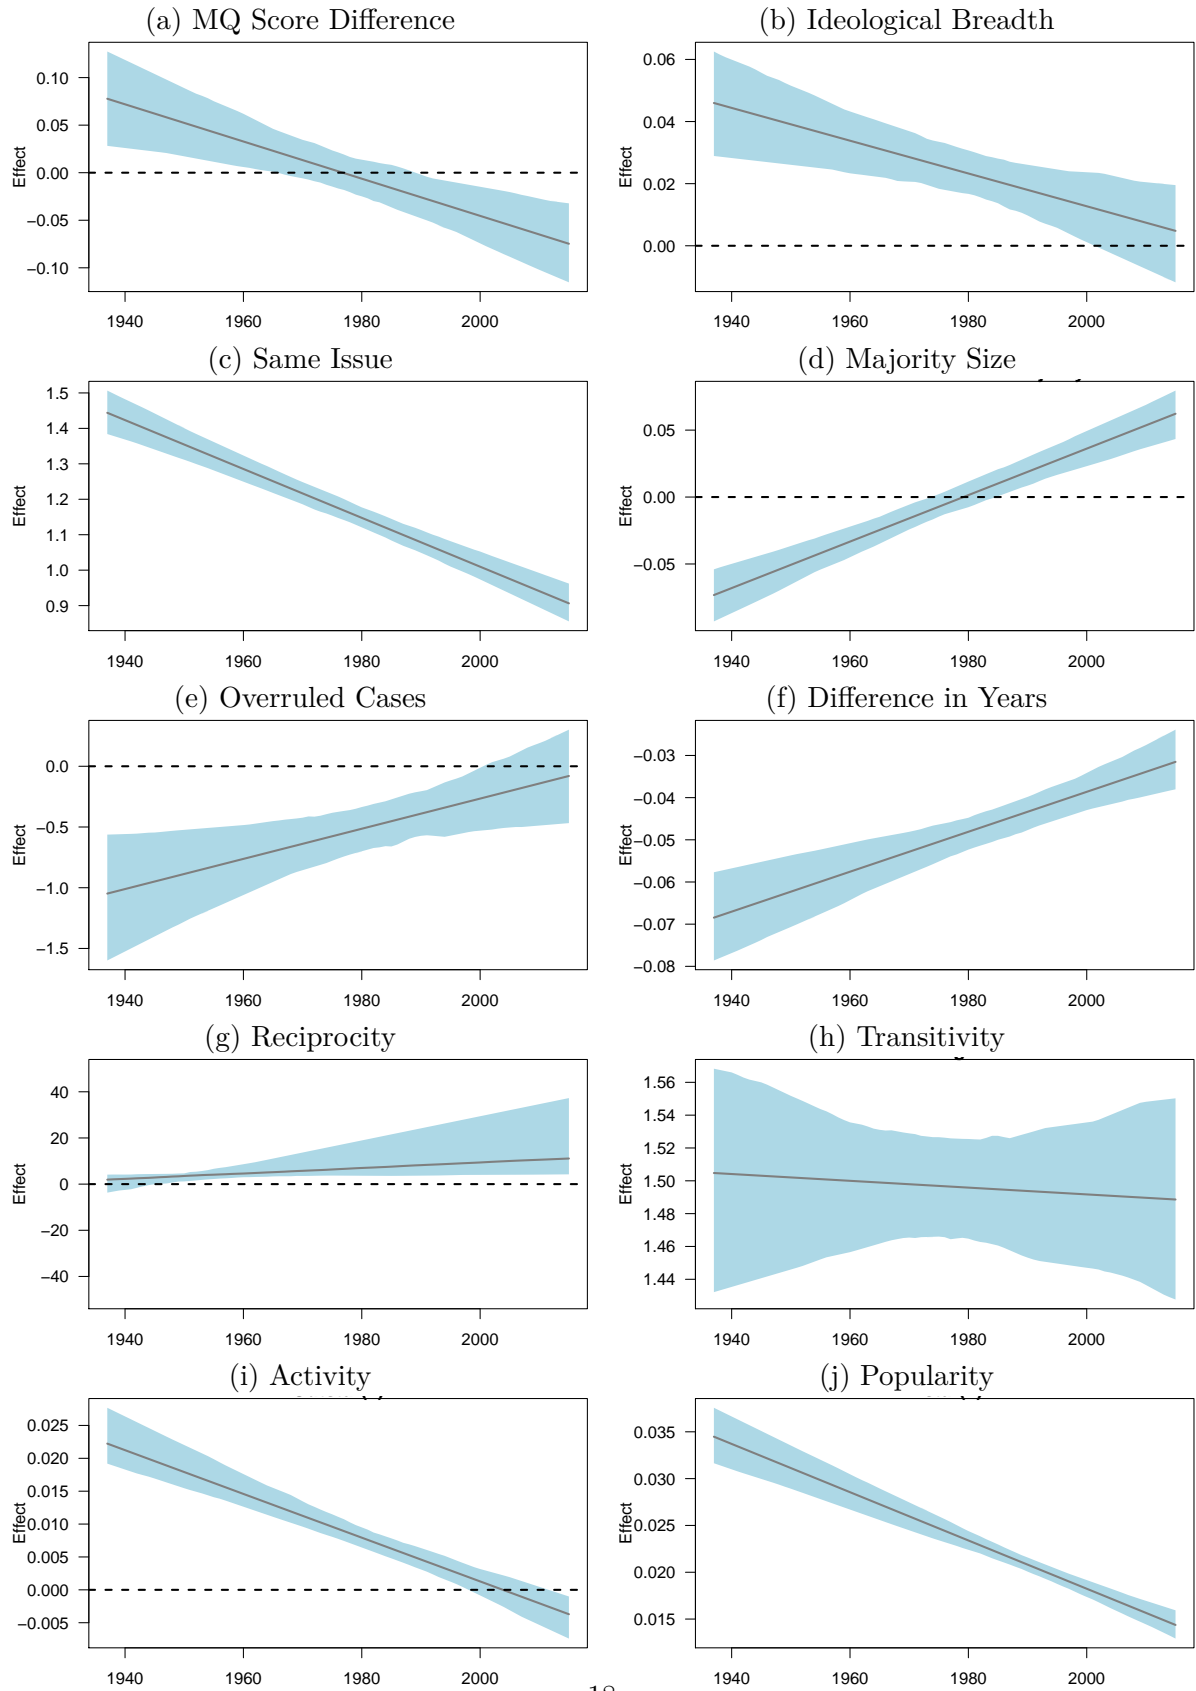 (a) MQ Score Difference
(b) Ideological Breadth
0.10
0.05
0.00
−0.05
−0.10
Effect
1940 1960 1980 2000
0.06
0.04
0.02
0.00
Effect
1940 1960 1980 2000
(c) Same Issue
(d) Majority Size
1.5
1.4
1.3
1.2
1.1
1.0
0.9
Effect
1940 1960 1980 2000
0.05
0.00
−0.05
Effect
1940 1960 1980 2000
(e) Overruled Cases
(f) Difference in Years
0.0
−0.5
−1.0
−1.5
Effect
1940 1960 1980 2000
−0.03
−0.04
−0.05
−0.06
−0.07
−0.08
Effect
1940 1960 1980 2000
(g) Reciprocity
(h) Transitivity
40
20
0
−20
−40
Effect
1940 1960 1980 2000
1.56
1.54
1.52
1.50
1.48
1.46
1.44
Effect
1940 1960 1980 2000
(i) Activity
(j) Popularity
0.025
0.020
0.015
0.010
0.005
0.000
−0.005
Effect
1940 1960 1980 2000
0.035
0.030
0.025
0.020
0.015
Effect
1940 1960 1980 2000